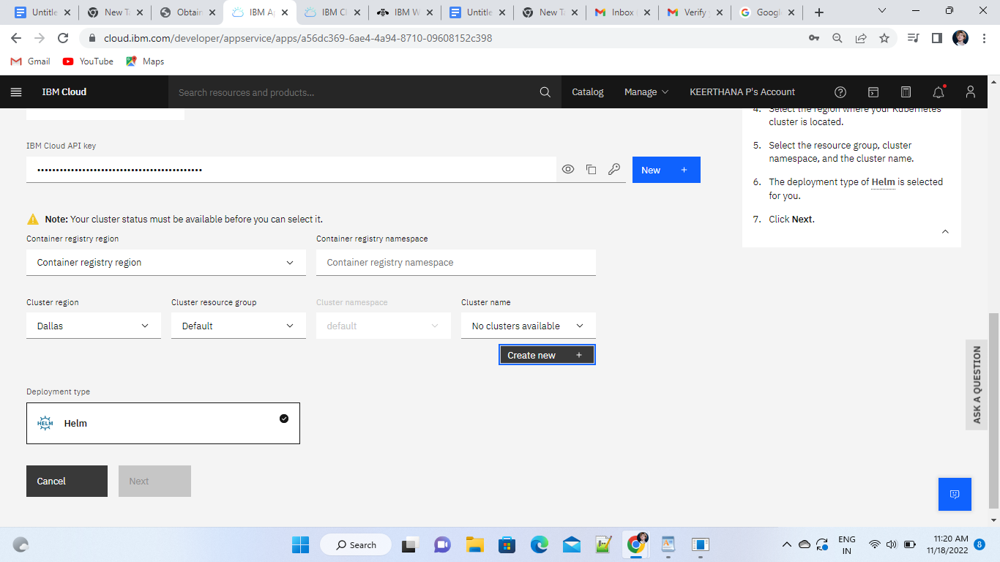 Untitle
New Ta
Obtain
IBM Ap
IBM Cl
IBM W
Untitle
New Ta
Inbox
Verify
Google
cloud.ibm.com/developer/appservice/apps/a56dc369-6ae4-4a94-8710-09608152c398
Gmail YouTube Maps
IBM Cloud Search resources and products... Catalog Manage KEERTHANA P's Account
4. Select the region where your Kubernetes
cluster is located.
5. Select the resource group, cluster
namespace, and the cluster name.
6. The deployment type of Helm is selected
for you.
7. Click Next.
IBM Cloud API key
New +
Note: Your cluster status must be available before you can select it.
Container registry region Container registry namespace
Container registry region Container registry namespace
Cluster region Cluster resource group Cluster namespace Cluster name
Dallas Default default No clusters available
Create new +
Deployment type
HELM Helm
Cancel Next
ASK A QUESTION
Search
ENG
IN
11:20 AM
11/18/2022
8